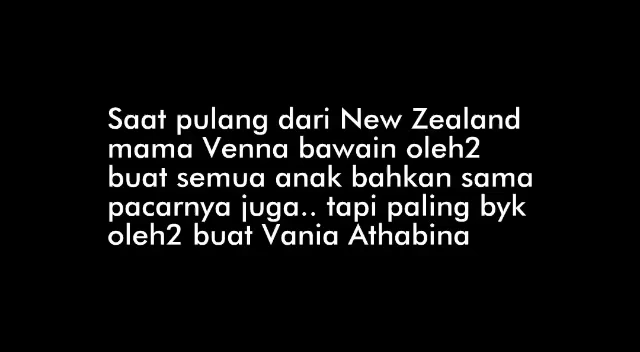 Saat pulang dari New Zealand
mama Venna bawain oleh2
buat semua anak bahkan sama
pacarnya juga.. tapi paling byk
oleh2 buat Vania Athabina